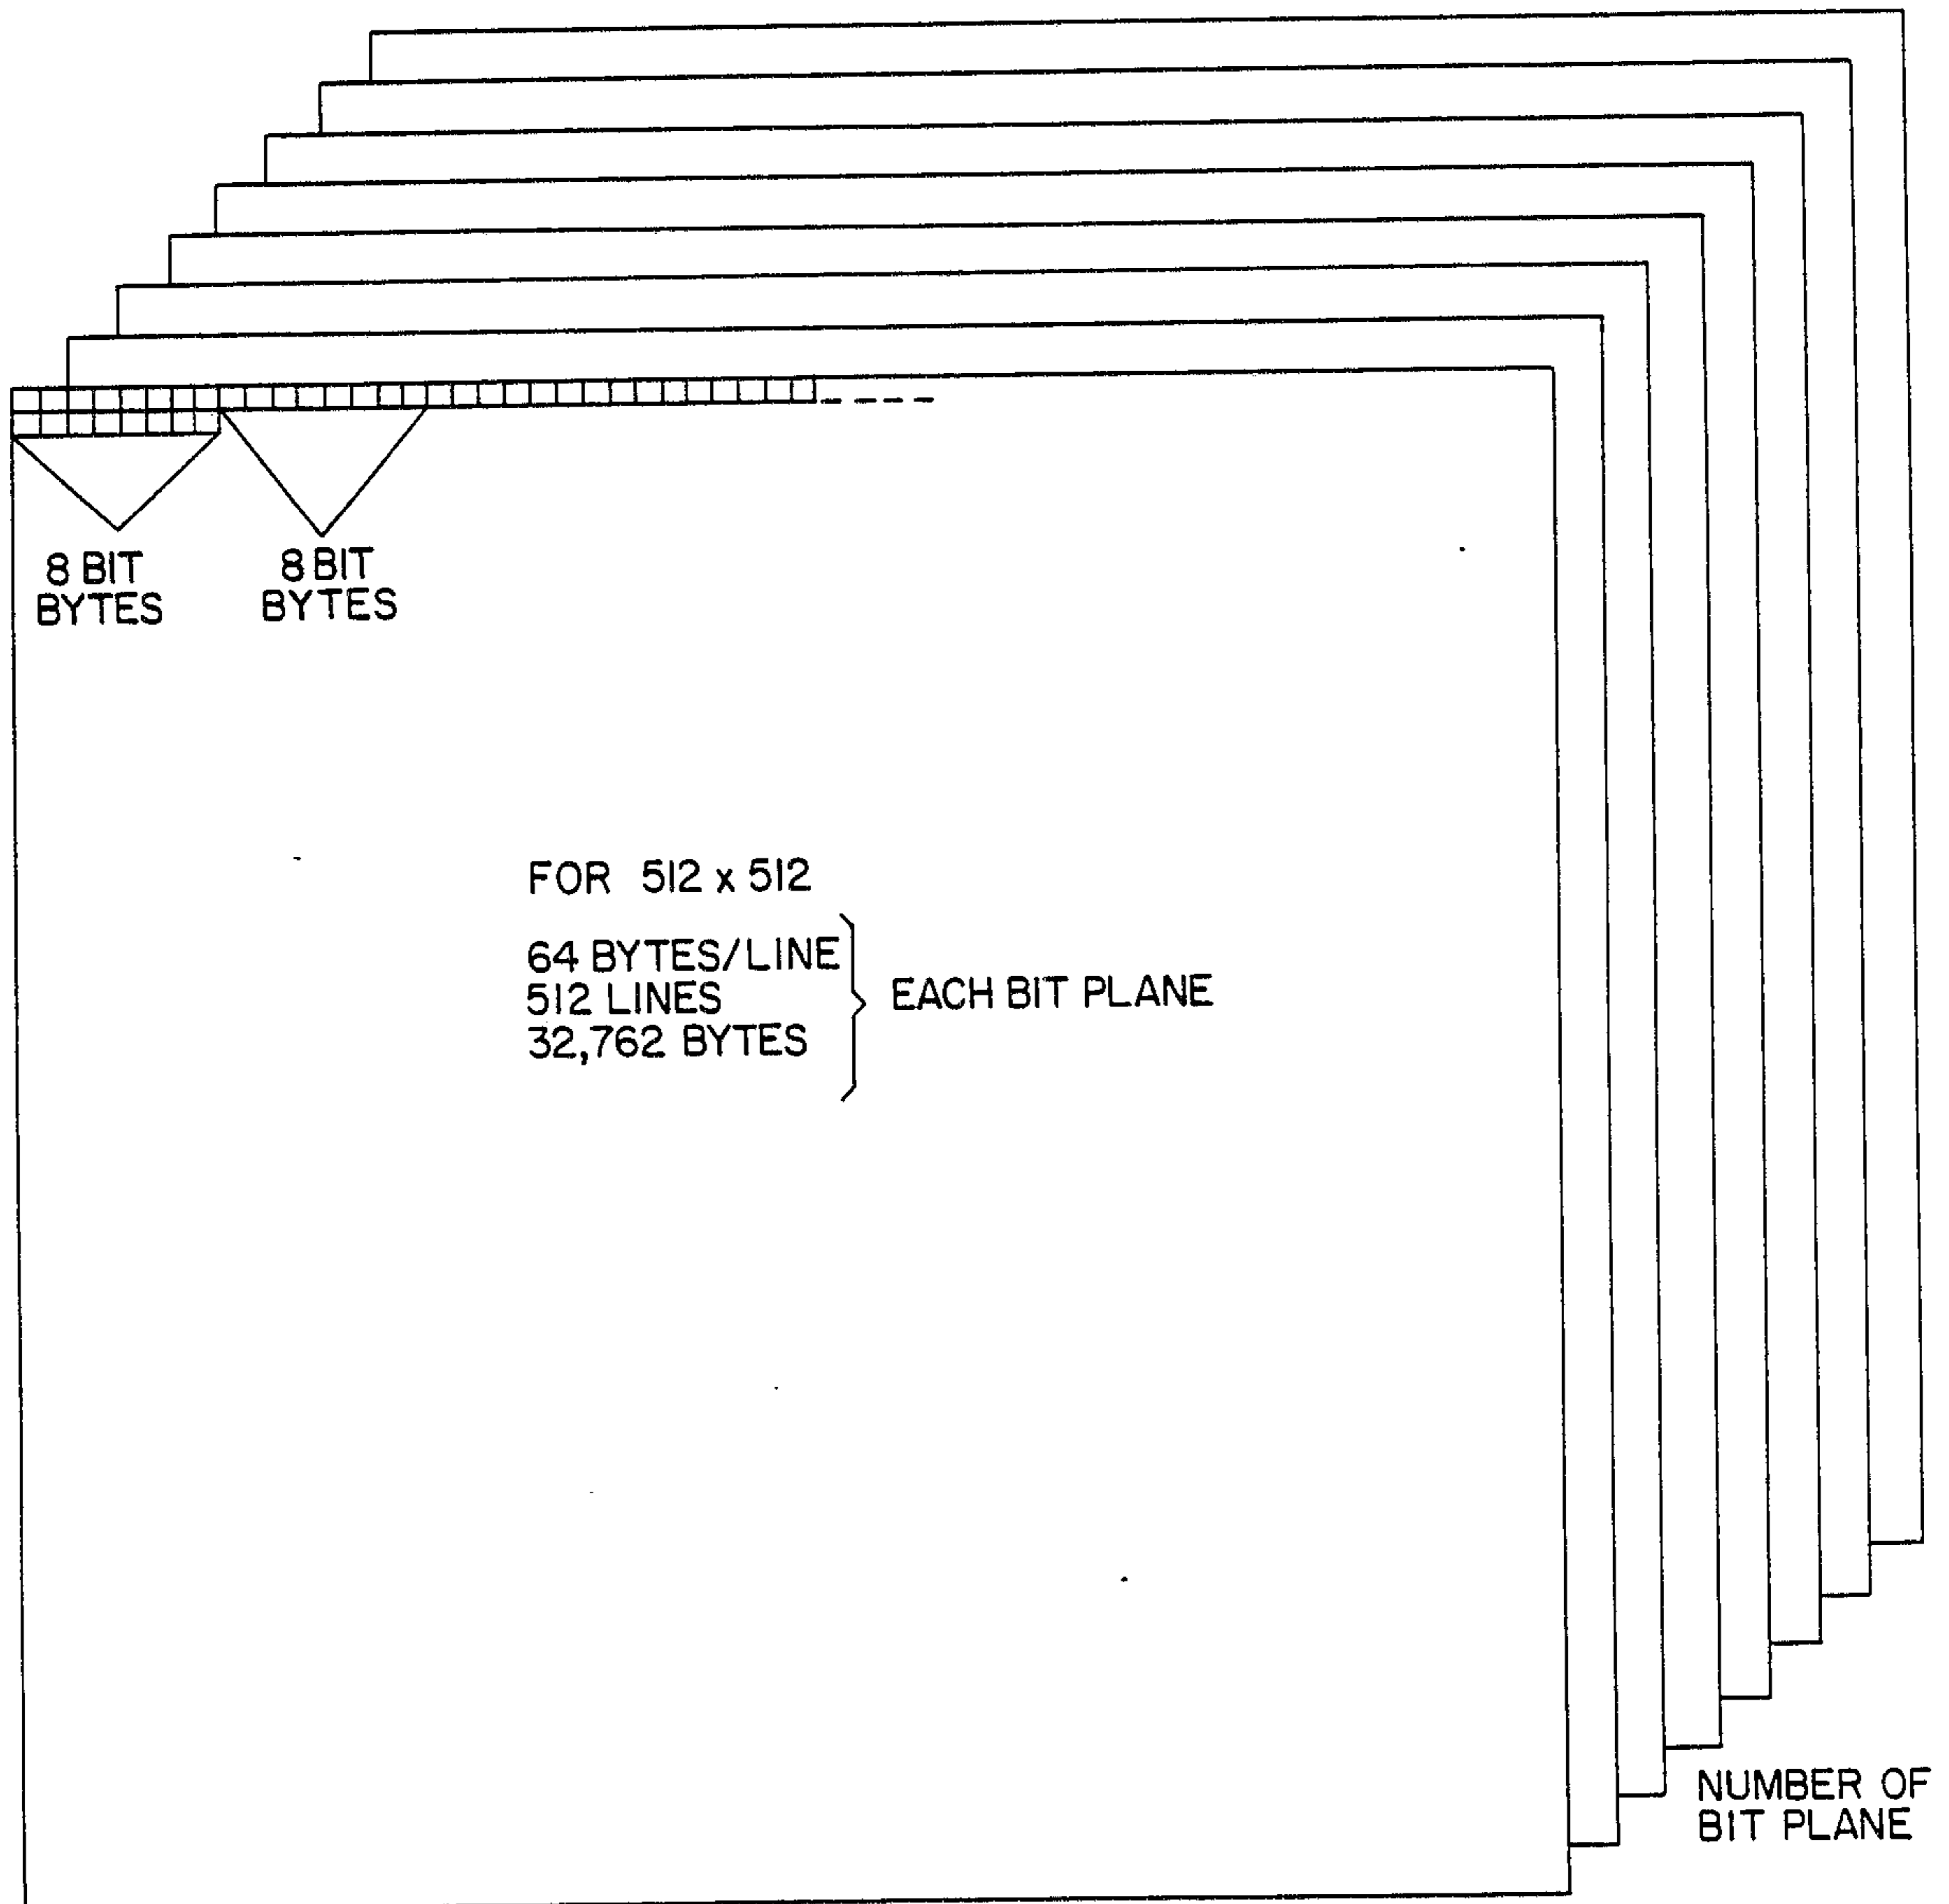 8 BIT
BYTES
8 BIT
BYTES
FOR 512 x 512
64 BYTES/LINE
512 LINES
32,762 BYTES
EACH BIT PLANE
NUMBER OF
BIT PLANE